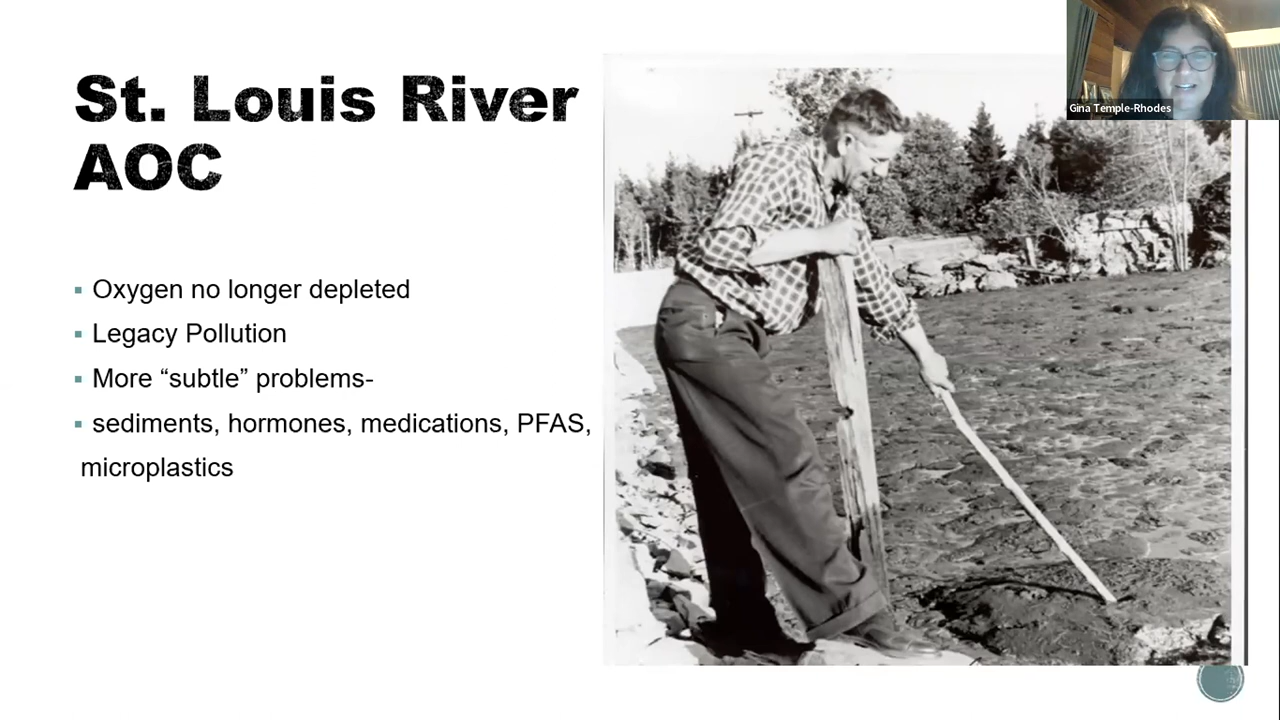 St. Louis River
AOC
Oxygen no longer depleted
Legacy Pollution
More “subtle” problems-
sediments, hormones, medications, PFAS,
microplastics
Gina Temple-Rhodes